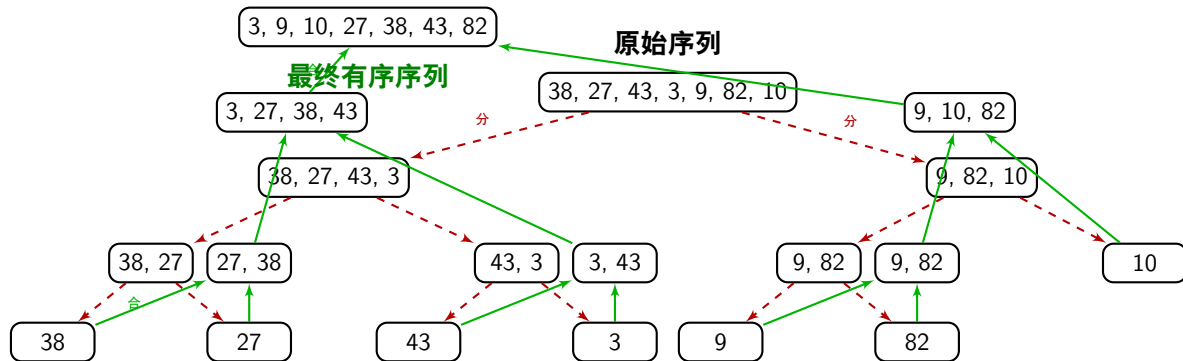 3, 9, 10, 27, 38, 43, 82
原始序列
合
最终有序序列
38, 27, 43, 3, 9, 82, 10
3, 27, 38, 43
9, 10, 82
分
分
38, 27, 43, 3
9, 82, 10
38, 27
27, 38
43, 3
3, 43
9, 82
9, 82
10
合
38
27
43
3
9
82